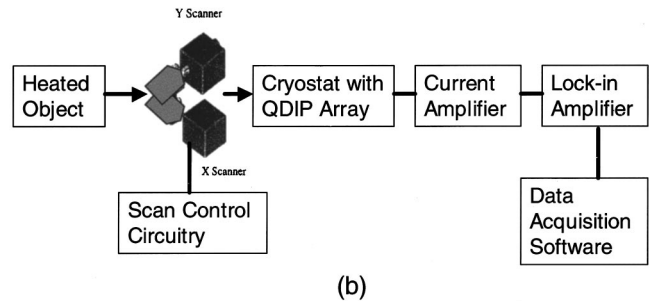 Y Scanner
Heated
Object
Cryostat with
QDIP Array
Current
Amplifier
Lock-in
Amplifier
X Scanner
Scan Control
Circuitry
Data
Acquisition
Software
(b)